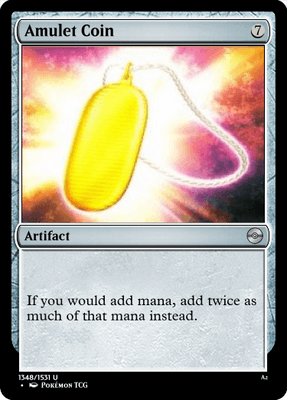 Amulet Coin 7
Artifact
If you would add mana, add twice as
much of that mana instead.
1348/1531 U
• Pokémon TCG